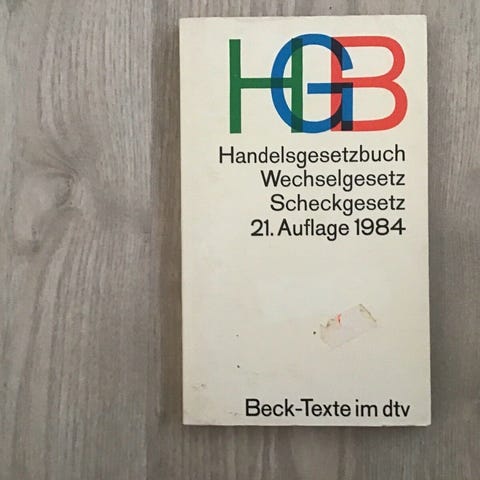 HGB
Handelsgesetzbuch
Wechselgesetz
Scheckgesetz
21. Auflage 1984
Beck-Texte im dtv